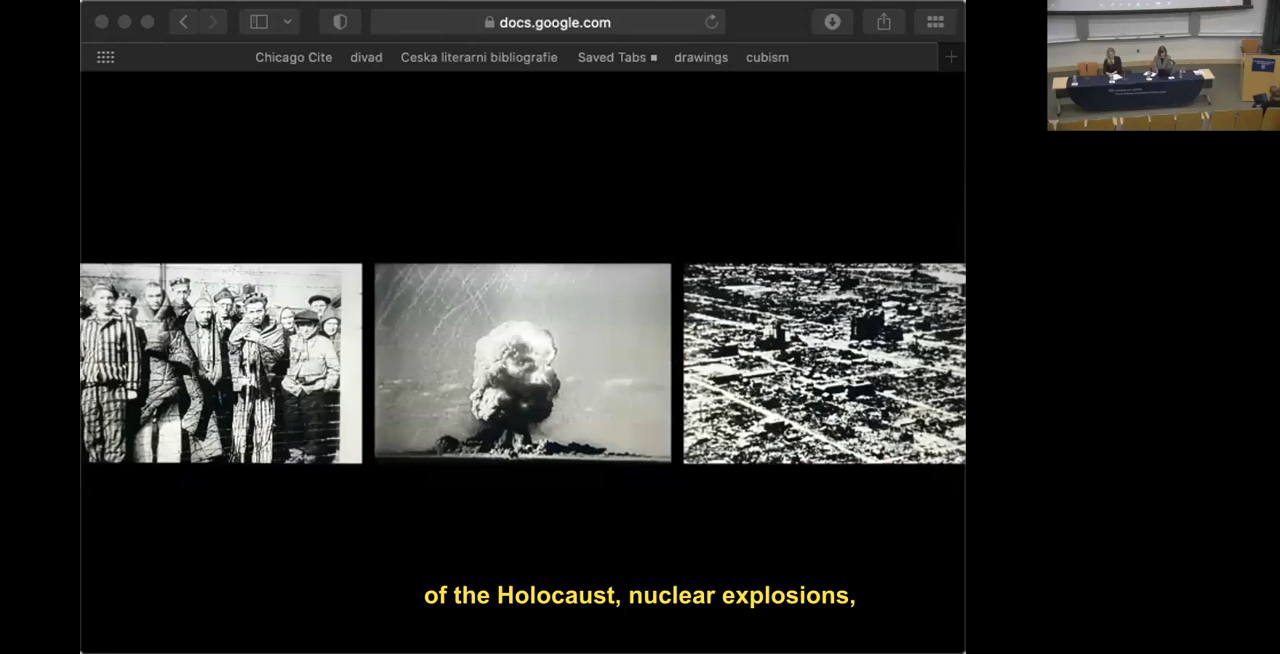 docs.google.com
Chicago Cite divad Ceska literarni bibliografie Saved Tabs drawings cubism
of the Holocaust, nuclear explosions,